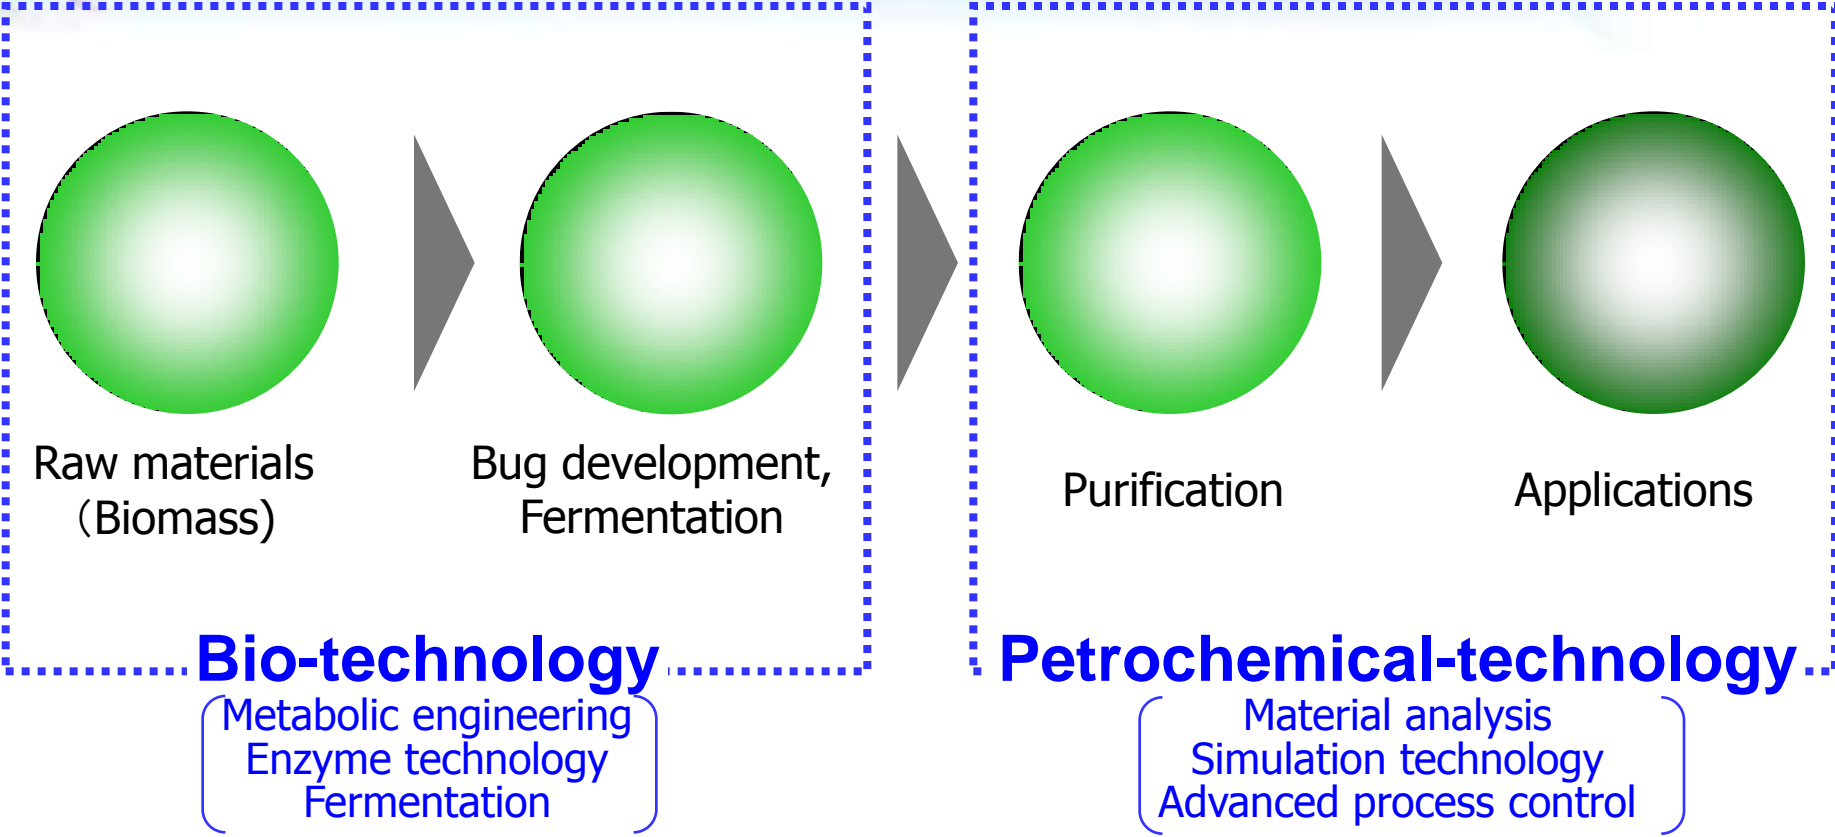 Raw materials
（Biomass)
Bug development,
Fermentation
Purification
Applications
Bio-technology
Metabolic engineering
Enzyme technology
Fermentation
Petrochemical-technology
Material analysis
Simulation technology
Advanced process control